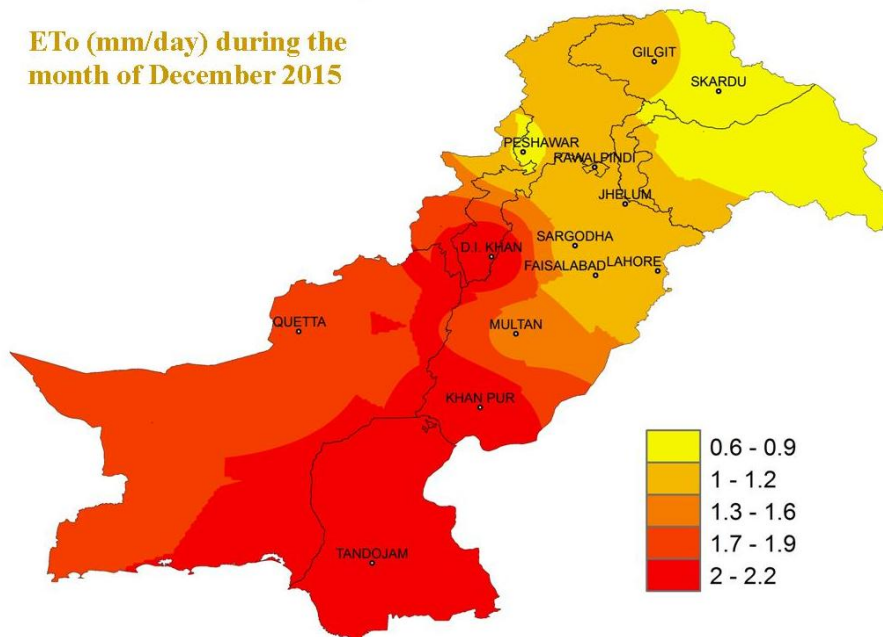 ETo (mm/day) during the
month of December 2015
GILGIT
SKARDU
PESHAWAR
RAWALPINDI
JHELUM
SARGODHA
D.I. KHAN
FAISALABAD
LAHORE
QUETTA
MULTAN
KHAN PUR
TANDOJAM
0.6 - 0.9
1 - 1.2
1.3 - 1.6
1.7 - 1.9
2 - 2.2